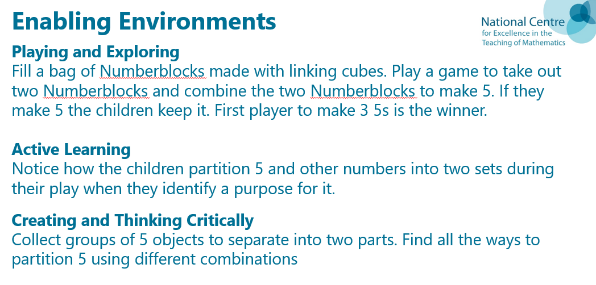 Enabling Environments
National Centre
for Excellence in the
Teaching of Mathematics
Playing and Exploring
Fill a bag of Numberblocks made with linking cubes. Play a game to take out
two Numberblocks and combine the two Numberblocks to make 5. If they
make 5 the children keep it. First player to make 3 5s is the winner.
Active Learning
Notice how the children partition 5 and other numbers into two sets during
their play when they identify a purpose for it.
Creating and Thinking Critically
Collect groups of 5 objects to separate into two parts. Find all the ways to
partition 5 using different combinations